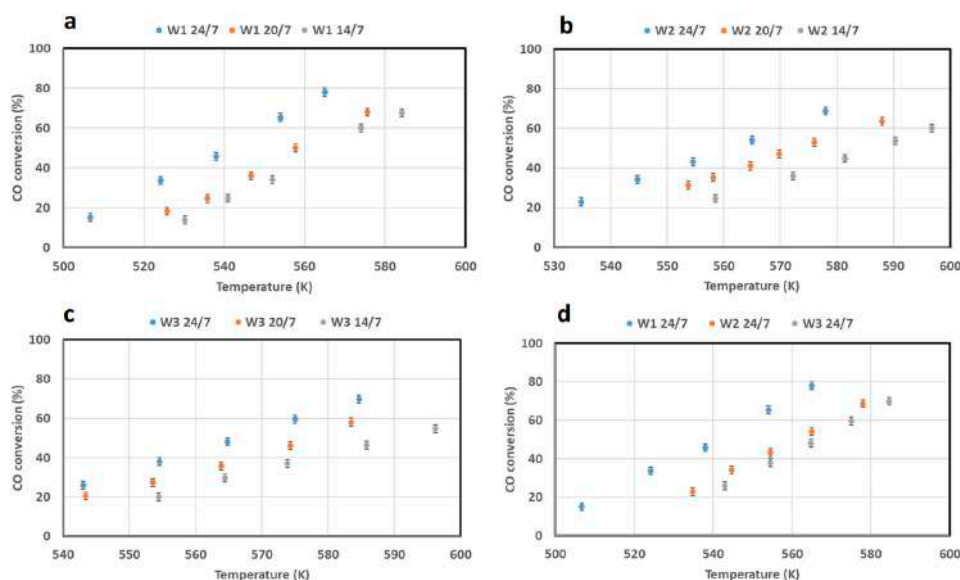 a
W1 24/7 W1 20/7 W1 14/7
100
80
60
40
20
0
CO conversion (%)
500 520 540 560 580 600
Temperature (K)
b
W2 24/7 W2 20/7 W2 14/7
100
80
60
40
20
0
CO conversion (%)
530 540 550 560 570 580 590 600
Temperature (K)
c
W3 24/7 W3 20/7 W3 14/7
100
80
60
40
20
0
CO conversion (%)
540 550 560 570 580 590 600
Temperature (K)
d
W1 24/7 W2 24/7 W3 24/7
100
80
60
40
20
0
CO conversion (%)
500 520 540 560 580 600
Temperature (K)